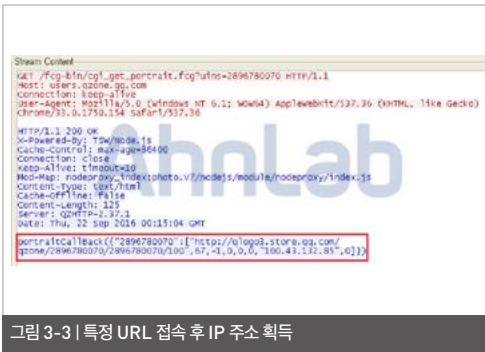 Stream Content
GET /fcg-bin/cgi_get_portrait.fcg?uins=2896780070 HTTP/1.1
Host: users.qzone.qq.com
Connection: keep-alive
User-Agent: Mozilla/5.0 (Windows NT 6.1; WOW64) AppleWebKit/537.36 (KHTML, like Gecko)
Chrome/33.0.1750.154 Safari/537.36
HTTP/1.1 200 OK
X-Powered-By: TSW/Node.js
Cache-Control: max-age=86400
Connection: close
Keep-Alive: timeout=10
Mod-Map: nodeproxy_index:photo.v7/nodejs/module/nodeproxy/index.js
Content-Type: text/html
Cache-Offline: false
Content-Length: 125
Server: QZHTTP-2.37.1
Date: Thu, 22 Sep 2016 00:15:04 GMT
portraitCallBack({"2896780070":["http://qlogo3.store.qq.com/
qzone/2896780070/2896780070/100",67,-1,0,0,0,"100.43.132.85",0]})
AhnLab
그림 3-3 | 특정 URL 접속 후 IP 주소 획득